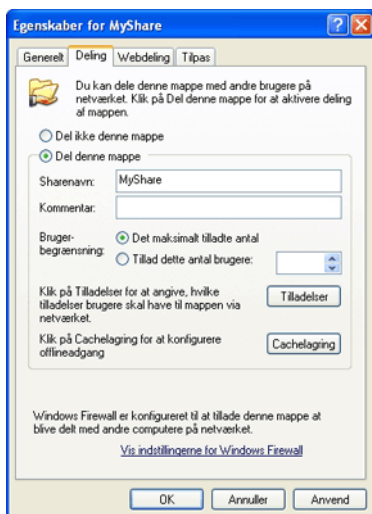 Egenskaber for MyShare
Generelt Deling Webdeling Tilpas
Du kan dele denne mappe med andre brugere på
netværket. Klik på Del denne mappe for at aktivere deling
af mappen.
Del ikke denne mappe
Del denne mappe
Sharenavn: MyShare
Kommentar:
Bruger-
begrænsning:
Det maksimalt tilladte antal
Tillad dette antal brugere:
Klik på Tilladelser for at angive, hvilke
tilladelser brugere skal have til mappen via
netværket.
Tilladelser
Klik på Cachelagring for at konfigurere
offlineadgang
Cachelagring
Windows Firewall er konfigureret til at tillade denne mappe at
blive delt med andre computere på netværket.
Vis indstillingerne for Windows Firewall
OK Annuller Anvend